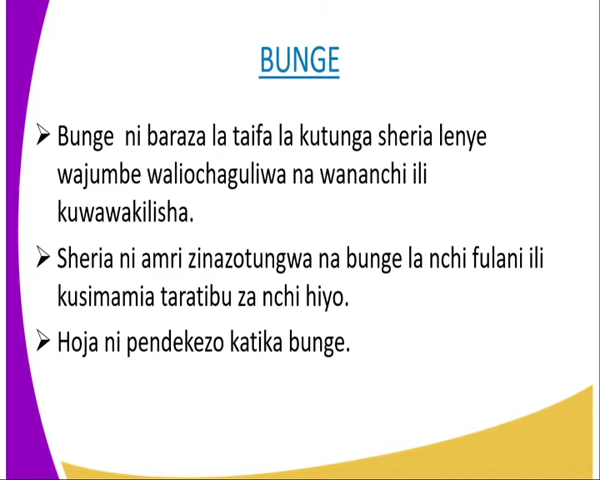 BUNGE
➢ Bunge ni baraza la taifa la kutunga sheria lenye
wajumbe waliochaguliwa na wananchi ili
kuwawakilisha.
➢ Sheria ni amri zinazotungwa na bunge la nchi fulani ili
kusimamia taratibu za nchi hiyo.
➢ Hoja ni pendekezo katika bunge.